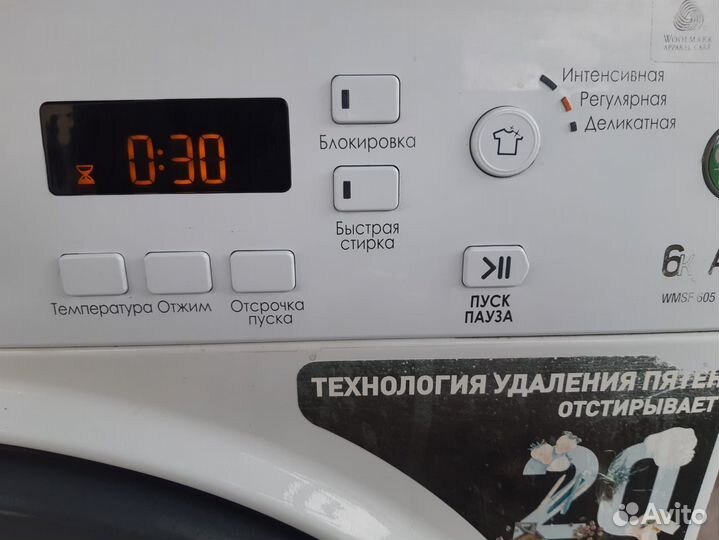 WOOLMARK
APPAREL CARE
Интенсивная
Регулярная
Деликатная
0:30
Блокировка
Быстрая
стирка
Температура
Отжим
Отсрочка
пуска
ПУСК
ПАУЗА
6
WMSF 605
ТЕХНОЛОГИЯ УДАЛЕНИЯ
ОТСТИРЫВАЕТ
20
Avito